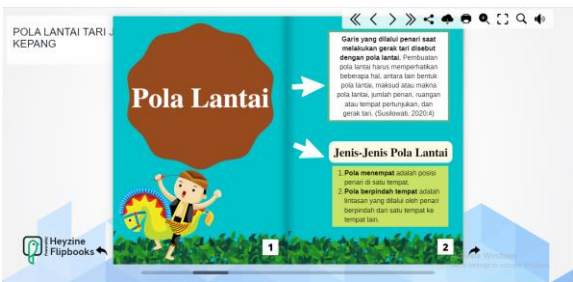 POLA LANTAI TARI J
KEPANG
Pola Lantai
1
Garis yang dilalui penari saat
melakukan gerak tari disebut
dengan pola lantai. Pembuatan
pola lantai harus memperhatikan
beberapa hal, antara lain bentuk
pola lantai, maksud atau makna
pola lantai, jumlah penari, ruangan
atau tempat pertunjukan, dan
gerak tari. (Susilowati, 2020:4)
Jenis-Jenis Pola Lantai
1. Pola menempat adalah posisi
penari di satu tempat.
2. Pola berpindah tempat adalah
lintasan yang dilalui oleh penari
berpindah dari satu tempat ke
tempat lain.
2
Heyzine
Flipbooks
Windows